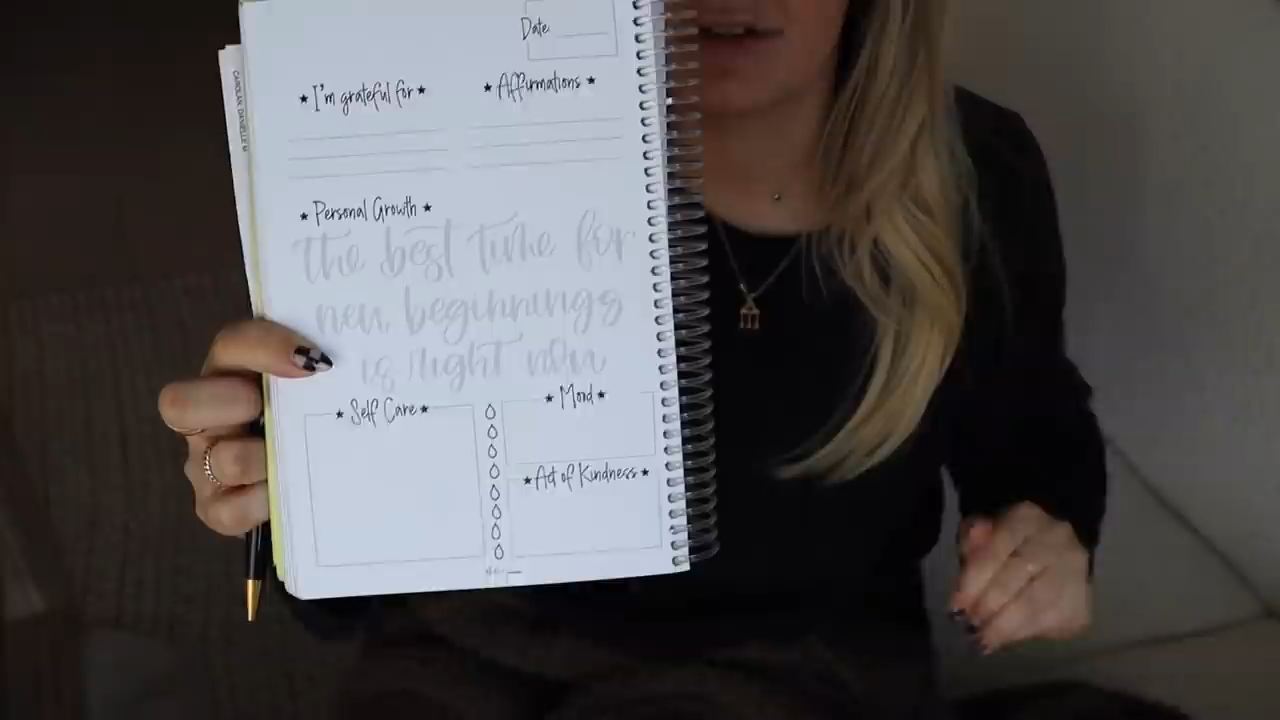 Date
★ I'm grateful for ★
★ Affirmations ★
★ Personal Growth ★
the best time for
new beginnings
is right now
★ Self Care ★
★ Mood ★
★ Act of Kindness ★